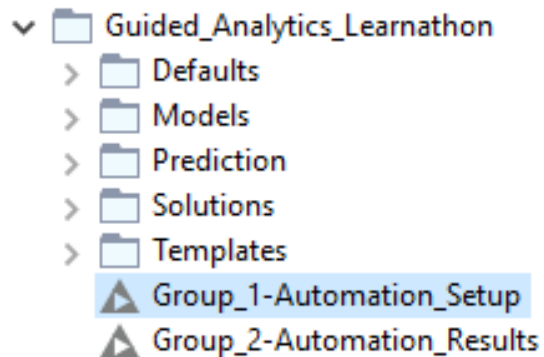 Guided_Analytics_Learnathon
Defaults
Models
Prediction
Solutions
Templates
Group_1-Automation_Setup
Group_2-Automation_Results